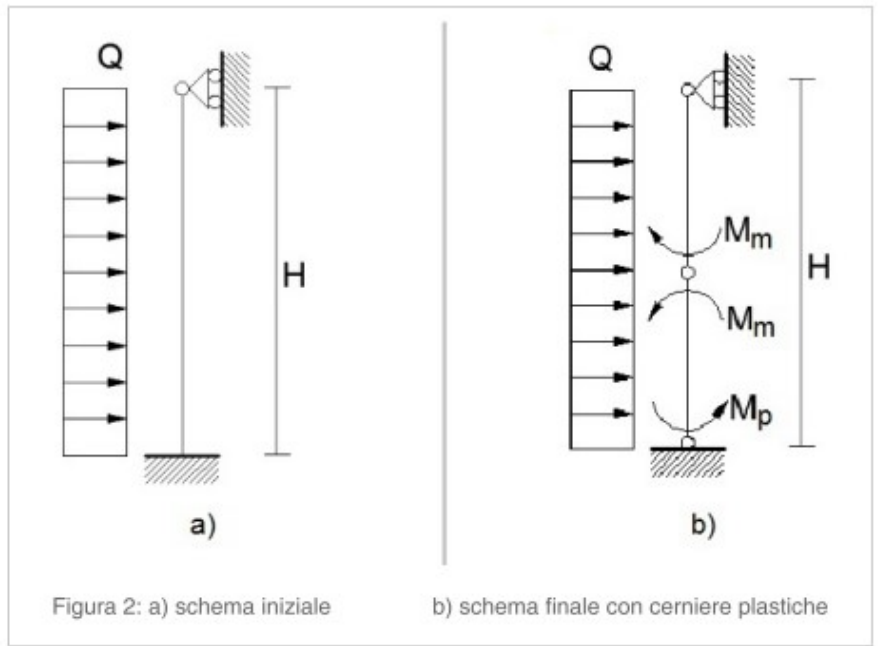 Q
H
a)
Q
M_m
M_m
H
M_p
b)
Figura 2: a) schema iniziale
b) schema finale con cerniere plastiche